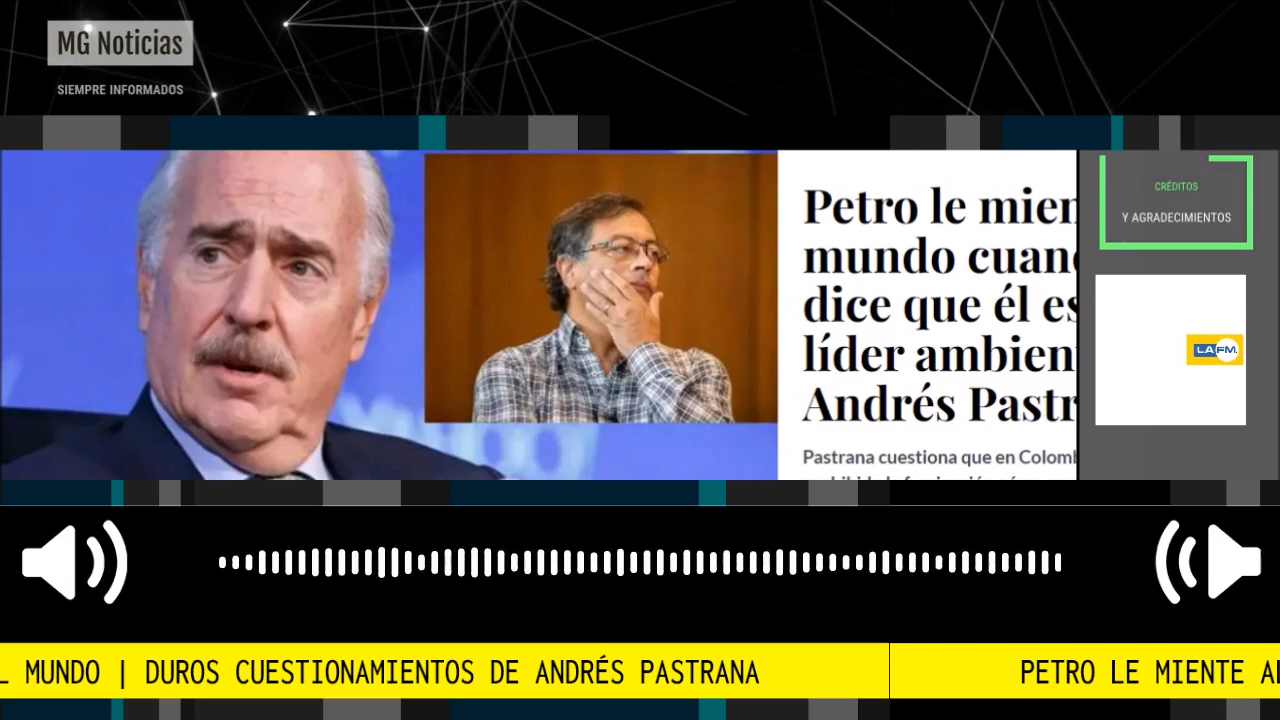 MG Noticias
SIEMPRE INFORMADOS
Petro le mien
mundo cuan
dice que él es
líder ambien
Andrés Pastr
Pastrana cuestiona que en Colomb
CRÉDITOS
Y AGRADECIMIENTOS
LA FM.
L MUNDO | DUROS CUESTIONAMIENTOS DE ANDRÉS PASTRANA
PETRO LE MIENTE AL